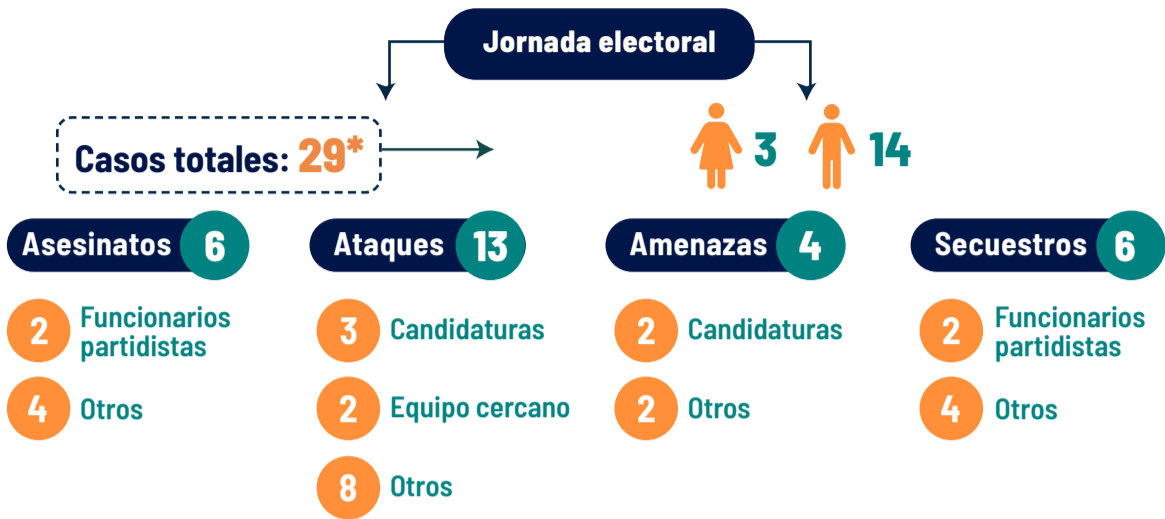 Jornada electoral
Casos totales: 29*
3
14
Asesinatos 6
2 Funcionarios
partidistas
4 Otros
Ataques 13
3 Candidaturas
2 Equipo cercano
8 Otros
Amenazas 4
2 Candidaturas
2 Otros
Secuestros 6
2 Funcionarios
partidistas
4 Otros